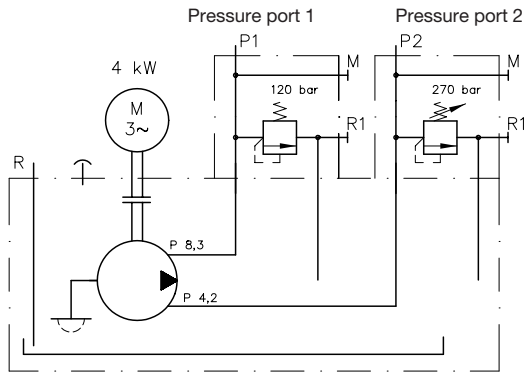 Pressure port 1
Pressure port 2
P1
P2
M
M
4 kW
120 bar
270 bar
M
3~
R1
R1
R
P 8,3
P 4,2